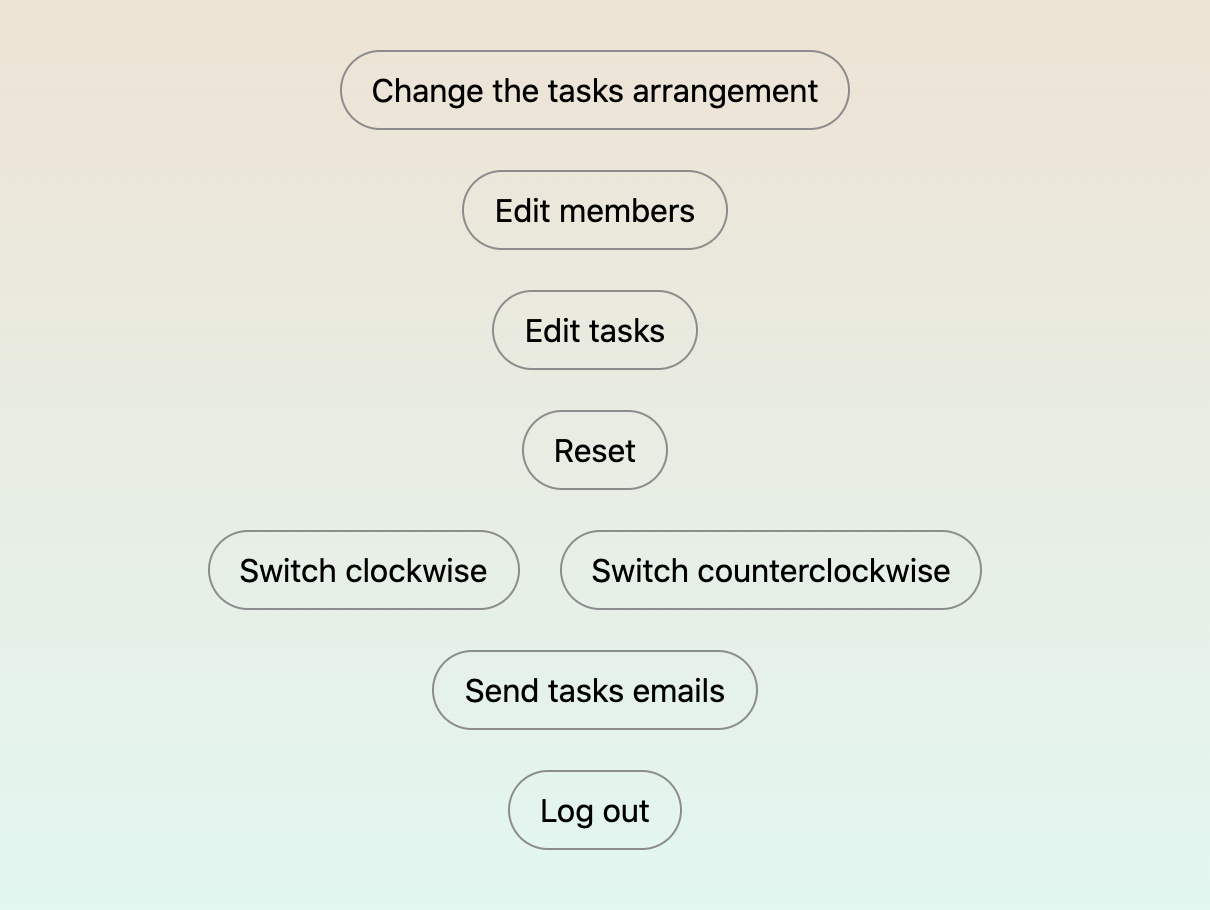 Change the tasks arrangement
Edit members
Edit tasks
Reset
Switch clockwise
Switch counterclockwise
Send tasks emails
Log out